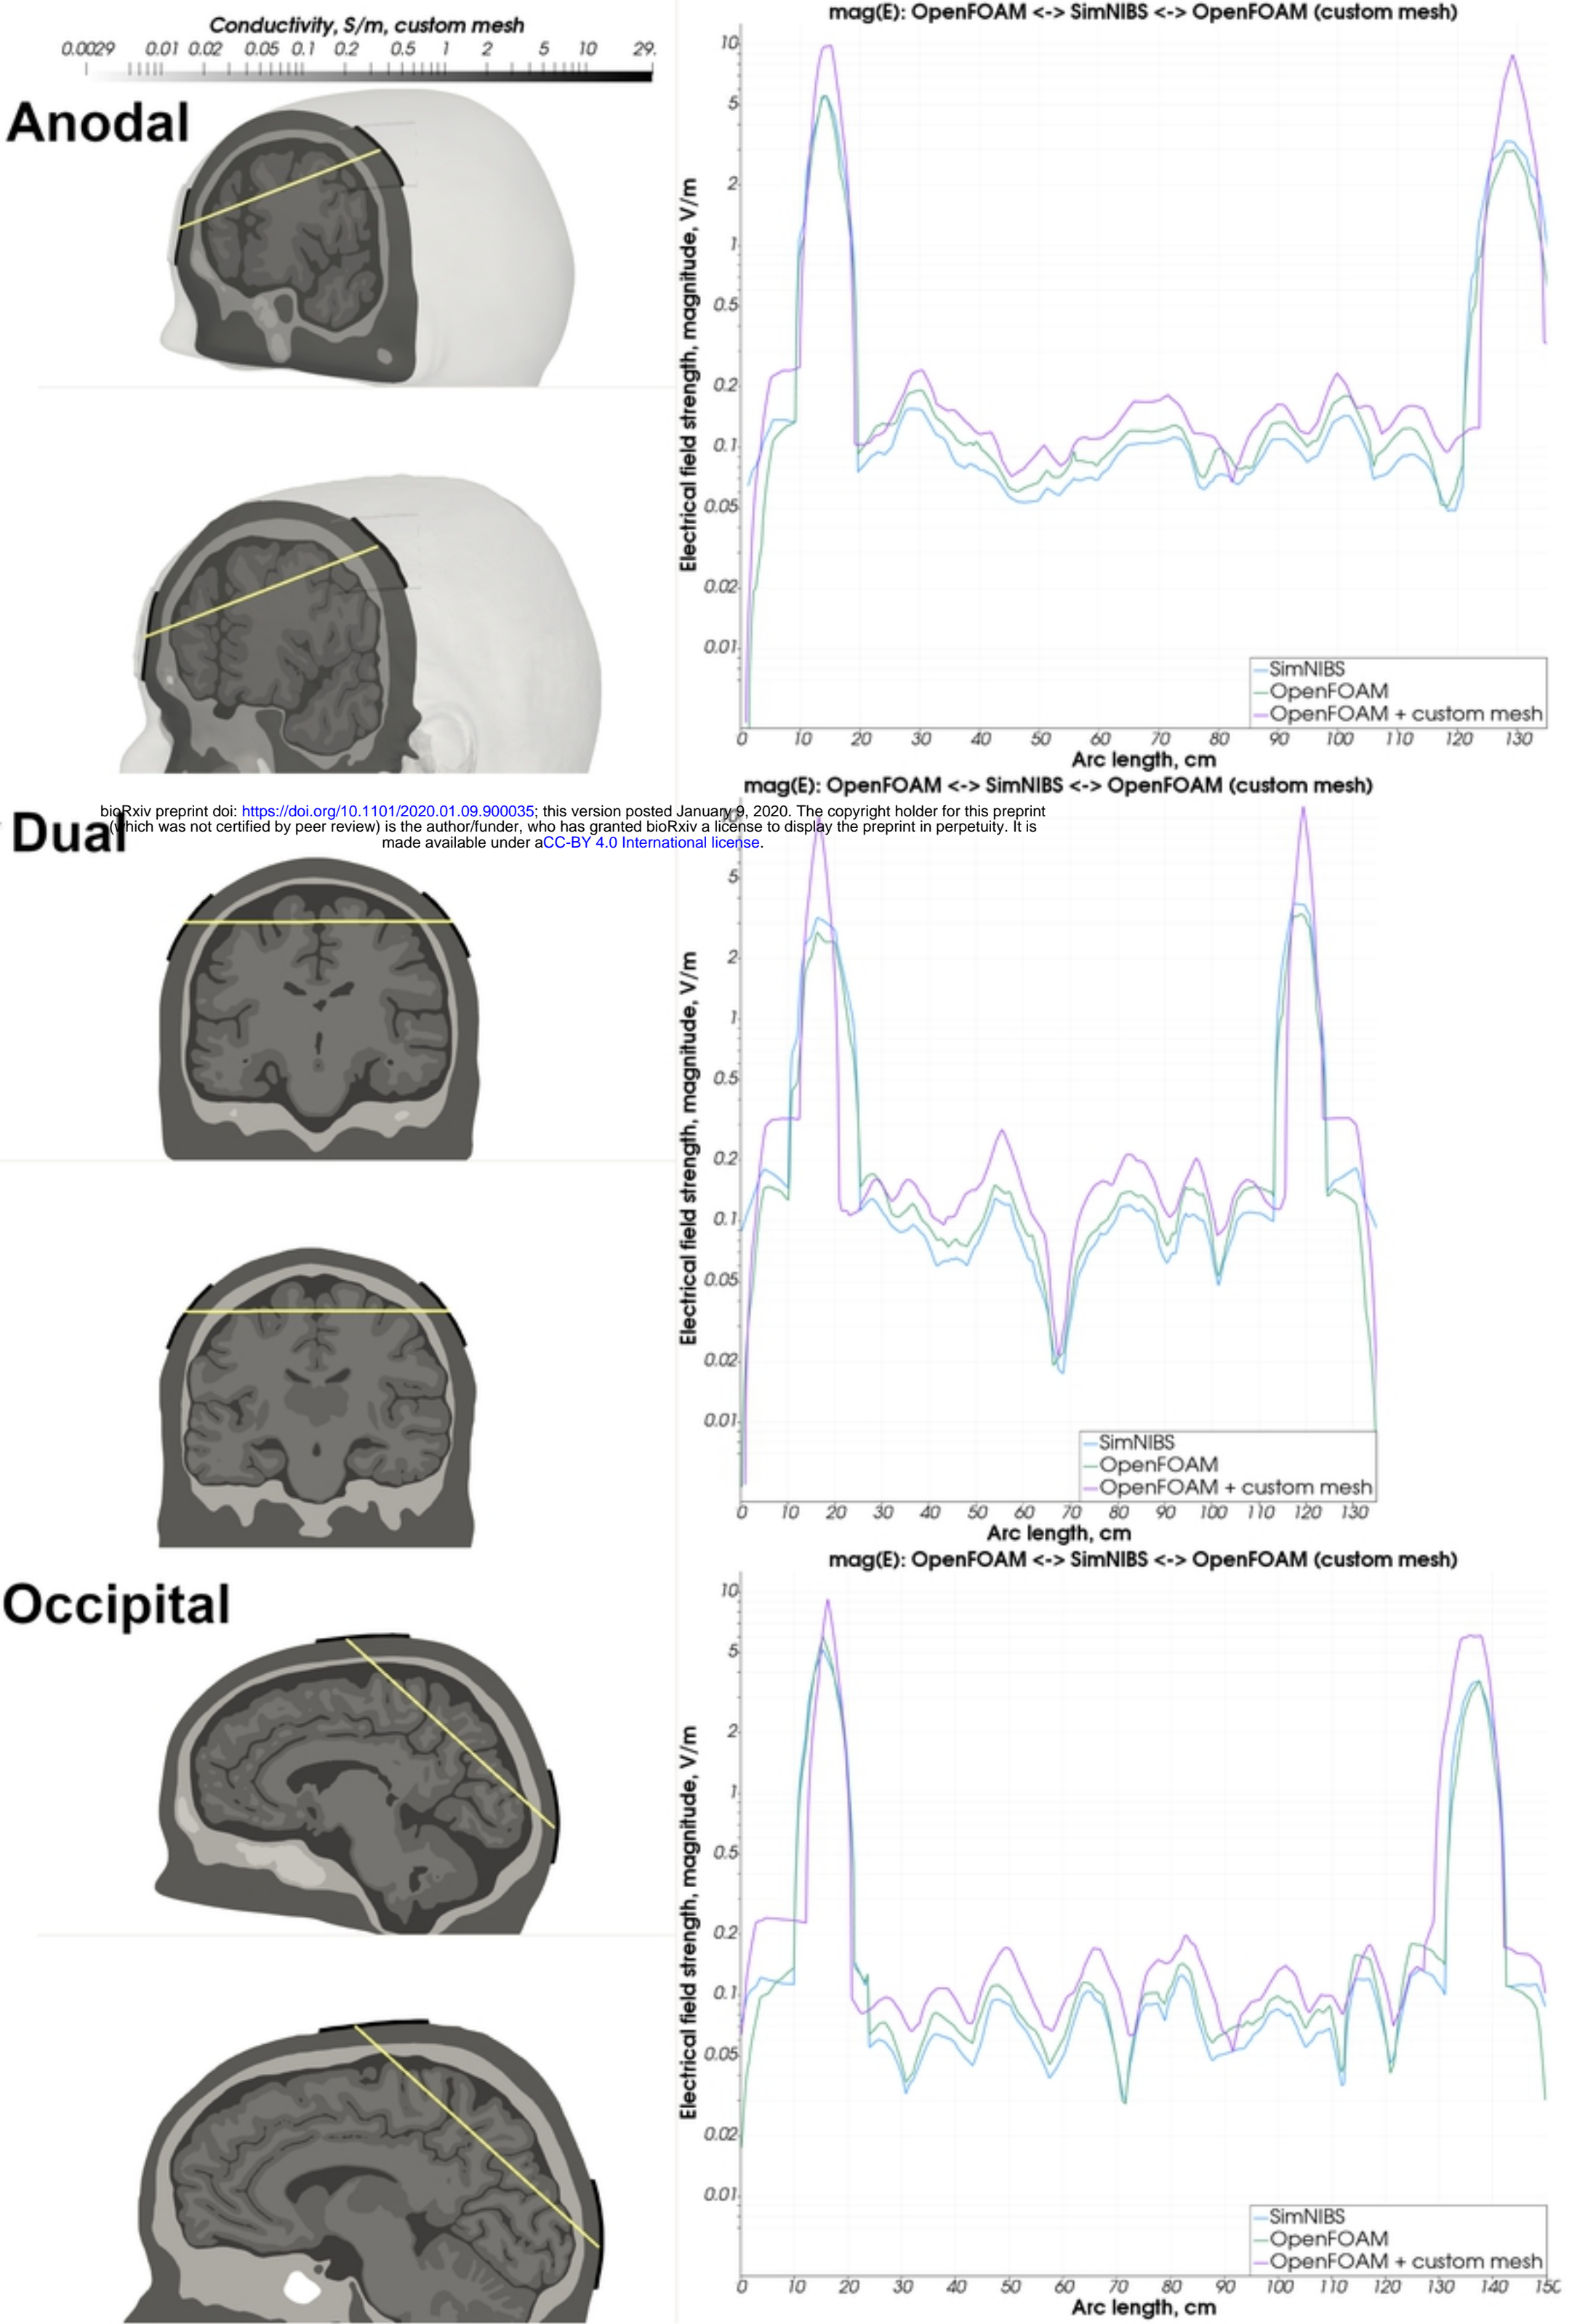 Conductivity, S/m, custom mesh
0.0029 0.01 0.02 0.05 0.1 0.2 0.5 1 2 5 10 29.
Anodal
mag(E): OpenFOAM <-> SimNIBS <-> OpenFOAM (custom mesh)
Electrical field strength, magnitude, V/m
10
5
2
1
0.5
0.2
0.1
0.05
0.02
0.01
SimNIBS
OpenFOAM
OpenFOAM + custom mesh
0 10 20 30 40 50 60 70 80 90 100 110 120 130
Arc length, cm
bioRxiv preprint doi: https://doi.org/10.1101/2020.01.09.900035; this version posted January 9, 2020. The copyright holder for this preprint
(which was not certified by peer review) is the author/funder, who has granted bioRxiv a license to display the preprint in perpetuity. It is
made available under aCC-BY 4.0 International license.
Dual
mag(E): OpenFOAM <-> SimNIBS <-> OpenFOAM (custom mesh)
Electrical field strength, magnitude, V/m
10
5
2
1
0.5
0.2
0.1
0.05
0.02
0.01
SimNIBS
OpenFOAM
OpenFOAM + custom mesh
0 10 20 30 40 50 60 70 80 90 100 110 120 130
Arc length, cm
Occipital
mag(E): OpenFOAM <-> SimNIBS <-> OpenFOAM (custom mesh)
Electrical field strength, magnitude, V/m
10
5
2
1
0.5
0.2
0.1
0.05
0.02
0.01
SimNIBS
OpenFOAM
OpenFOAM + custom mesh
0 10 20 30 40 50 60 70 80 90 100 110 120 130 140 150
Arc length, cm